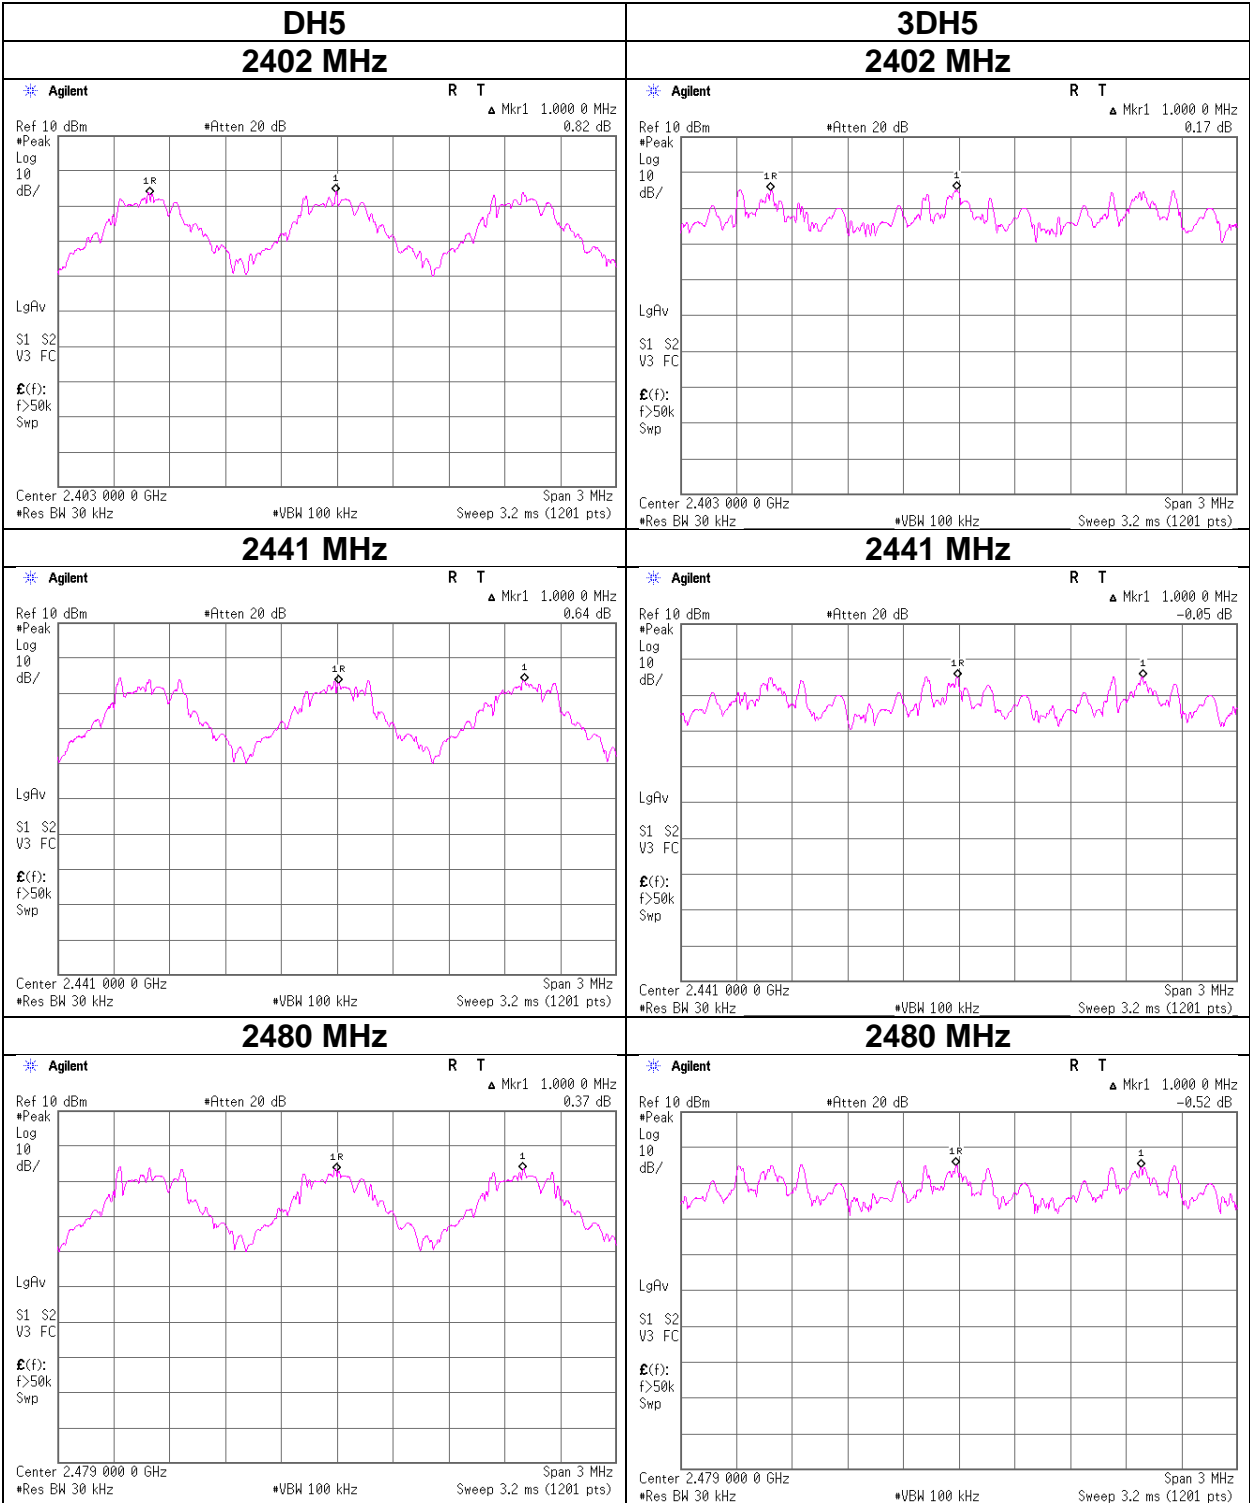 DH5
3DH5
2402 MHz
2402 MHz
Agilent
R T
Δ Mkr1 1.000 0 MHz
Ref 10 dBm
#Atten 20 dB
0.82 dB
#Peak
Log
10
dB/
1R
1
LgAv
S1 S2
V3 FC
£(f):
f>50k
Swp
Center 2.403 000 0 GHz
Span 3 MHz
#Res BW 30 kHz
#VBW 100 kHz
Sweep 3.2 ms (1201 pts)
Agilent
R T
Δ Mkr1 1.000 0 MHz
Ref 10 dBm
#Atten 20 dB
0.17 dB
#Peak
Log
10
dB/
1R
1
LgAv
S1 S2
V3 FC
£(f):
f>50k
Swp
Center 2.403 000 0 GHz
Span 3 MHz
#Res BW 30 kHz
#VBW 100 kHz
Sweep 3.2 ms (1201 pts)
2441 MHz
2441 MHz
Agilent
R T
Δ Mkr1 1.000 0 MHz
Ref 10 dBm
#Atten 20 dB
0.64 dB
#Peak
Log
10
dB/
1R
1
LgAv
S1 S2
V3 FC
£(f):
f>50k
Swp
Center 2.441 000 0 GHz
Span 3 MHz
#Res BW 30 kHz
#VBW 100 kHz
Sweep 3.2 ms (1201 pts)
Agilent
R T
Δ Mkr1 1.000 0 MHz
Ref 10 dBm
#Atten 20 dB
-0.05 dB
#Peak
Log
10
dB/
1R
1
LgAv
S1 S2
V3 FC
£(f):
f>50k
Swp
Center 2.441 000 0 GHz
Span 3 MHz
#Res BW 30 kHz
#VBW 100 kHz
Sweep 3.2 ms (1201 pts)
2480 MHz
2480 MHz
Agilent
R T
Δ Mkr1 1.000 0 MHz
Ref 10 dBm
#Atten 20 dB
0.37 dB
#Peak
Log
10
dB/
1R
1
LgAv
S1 S2
V3 FC
£(f):
f>50k
Swp
Center 2.479 000 0 GHz
Span 3 MHz
#Res BW 30 kHz
#VBW 100 kHz
Sweep 3.2 ms (1201 pts)
Agilent
R T
Δ Mkr1 1.000 0 MHz
Ref 10 dBm
#Atten 20 dB
-0.52 dB
#Peak
Log
10
dB/
1R
1
LgAv
S1 S2
V3 FC
£(f):
f>50k
Swp
Center 2.479 000 0 GHz
Span 3 MHz
#Res BW 30 kHz
#VBW 100 kHz
Sweep 3.2 ms (1201 pts)